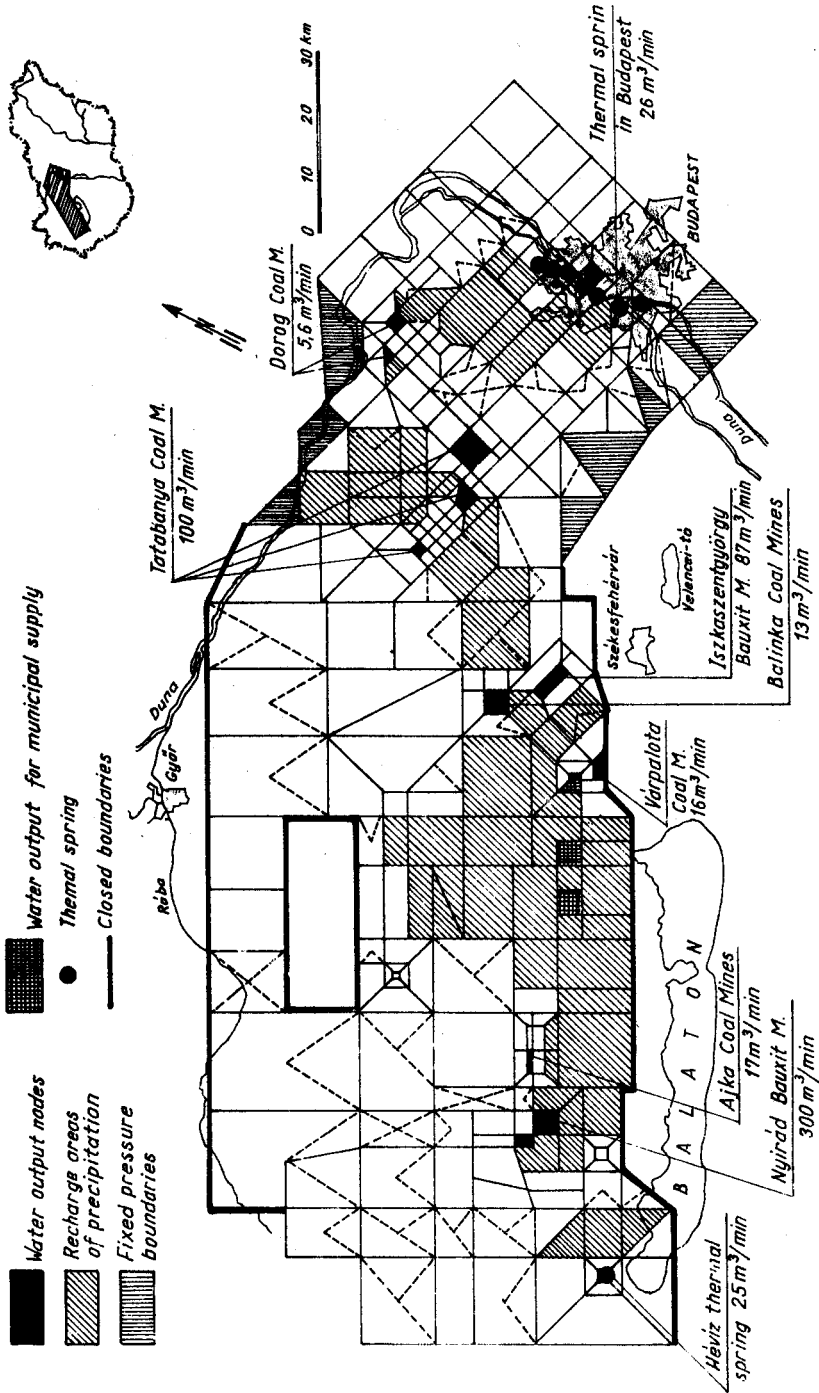 Water output nodes
Recharge areas
of precipitation
Fixed pressure
boundaries
Water output for municipal supply
Themal spring
Closed boundaries
Rába
Győr
Duna
Tatabanya Coal M.
100 m³/min
Dorog Coal M.
5,6 m³/min
N
0 10 20 30 km
Thermal sprin
in Budapest
26 m³/min
BUDAPEST
Duna
Székesfehérvár
Velencei-tó
Iszkaszentgyörgy
Bauxit M. 87 m³/min
Balinka Coal Mines
13 m³/min
Várpalota
Coal M.
16 m³/min
BALATON
Ajka Coal Mines
17 m³/min
Nyirád Bauxit M.
300 m³/min
Héviz thermal
spring 25 m³/min